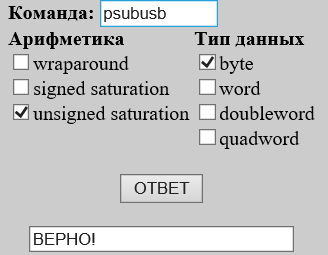 Команда: psubusb
Арифметика Тип данных
wraparound byte
signed saturation word
unsigned saturation doubleword
quadword
ОТВЕТ
ВЕРНО!